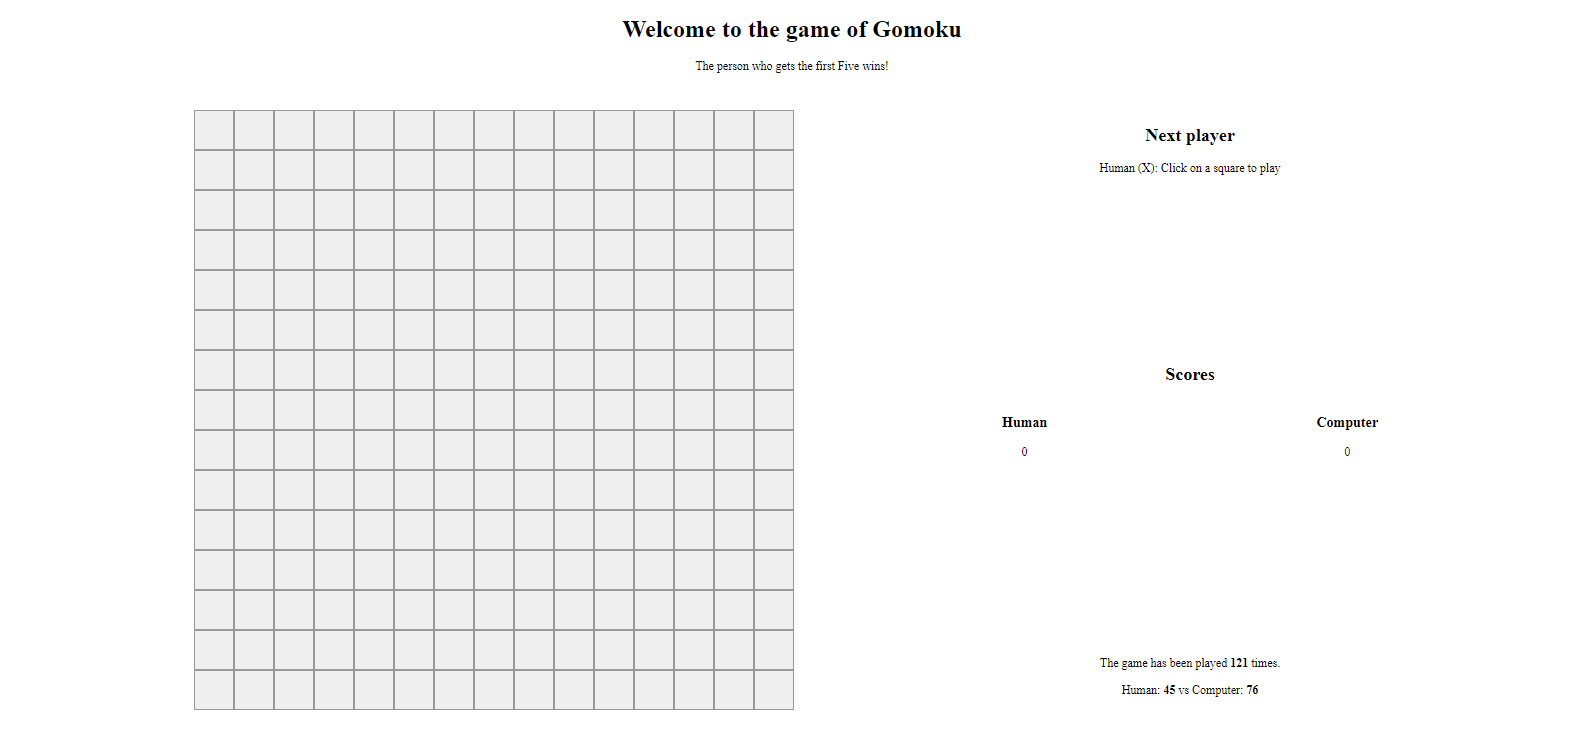 Welcome to the game of Gomoku
The person who gets the first Five wins!
Next player
Human (X): Click on a square to play
Scores
Human
Computer
0
0
The game has been played 121 times.
Human: 45 vs Computer: 76